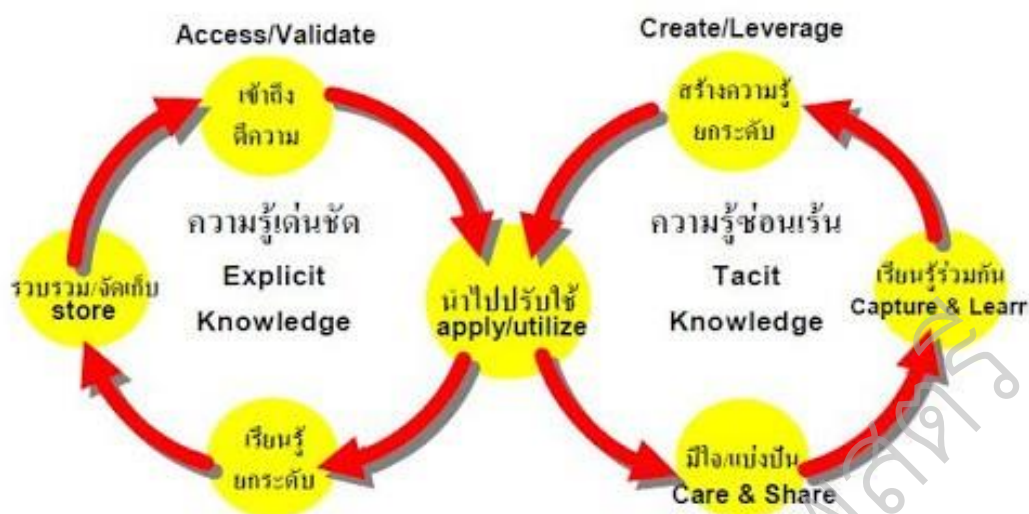 Access/Validate
เข้าถึง
ตีความ
ความรู้เด่นชัด
Explicit
Knowledge
รวบรวม/จัดเก็บ
store
เรียนรู้
ยกระดับ
นำไปปรับใช้
apply/utilize
Create/Leverage
สร้างความรู้
ยกระดับ
ความรู้ซ่อนเร้น
Tacit
Knowledge
เรียนรู้ร่วมกัน
Capture & Learn
มีใจ/แบ่งปัน
Care & Share